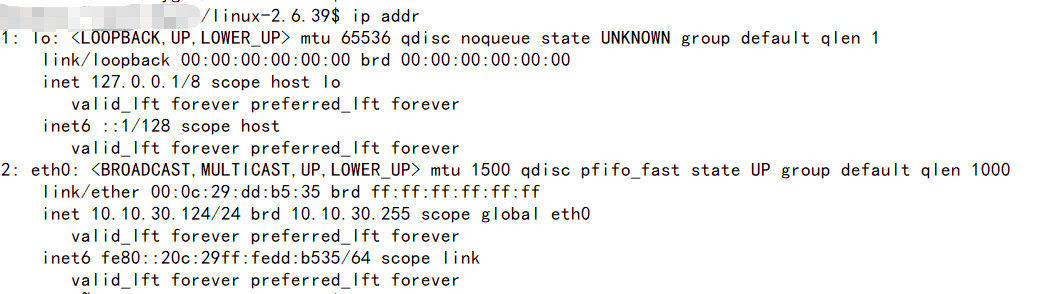 /linux-2.6.39$ ip addr
1: lo: <LOOPBACK,UP,LOWER_UP> mtu 65536 qdisc noqueue state UNKNOWN group default qlen 1
link/loopback 00:00:00:00:00:00 brd 00:00:00:00:00:00
inet 127.0.0.1/8 scope host lo
valid_lft forever preferred_lft forever
inet6 ::1/128 scope host
valid_lft forever preferred_lft forever
2: eth0: <BROADCAST,MULTICAST,UP,LOWER_UP> mtu 1500 qdisc pfifo_fast state UP group default qlen 1000
link/ether 00:0c:29:dd:b5:35 brd ff:ff:ff:ff:ff:ff
inet 10.10.30.124/24 brd 10.10.30.255 scope global eth0
valid_lft forever preferred_lft forever
inet6 fe80::20c:29ff:fedd:b535/64 scope link
valid_lft forever preferred_lft forever